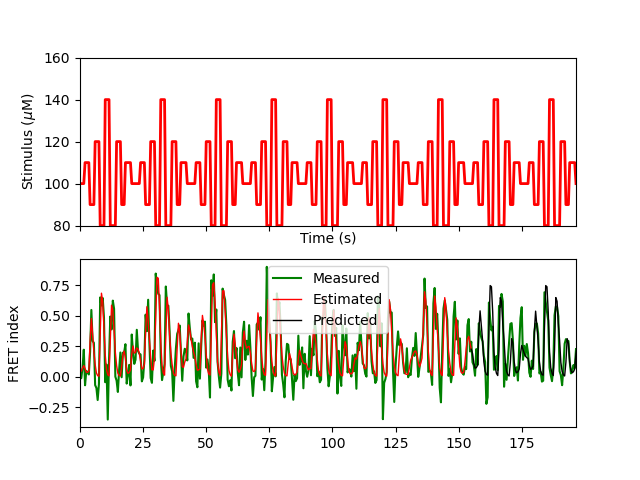 160
140
120
100
80
Stimulus (μM)
Time (s)
0.75
0.50
0.25
0.00
−0.25
FRET index
Measured
Estimated
Predicted
0 25 50 75 100 125 150 175